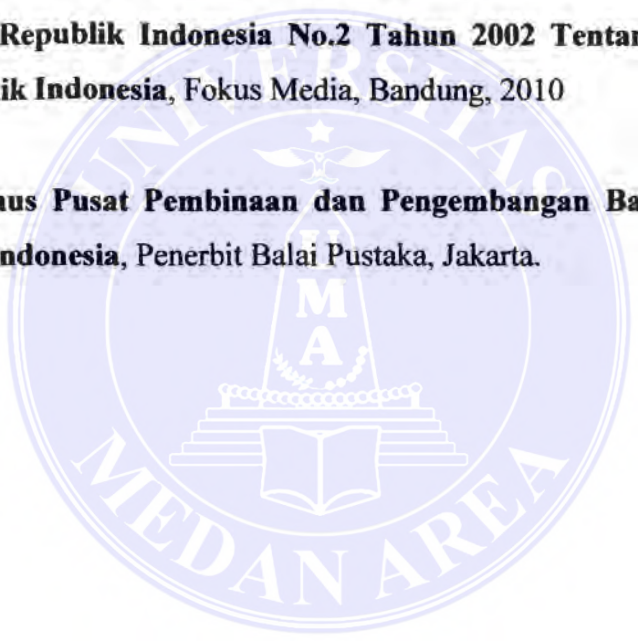 Republik Indonesia No.2 Tahun 2002 Tentan
ik Indonesia, Fokus Media, Bandung, 2010
us Pusat Pembinaan dan Pengembangan Ba
ndonesia, Penerbit Balai Pustaka, Jakarta.
UNIVERSITAS
U
M
A
MEDAN AREA